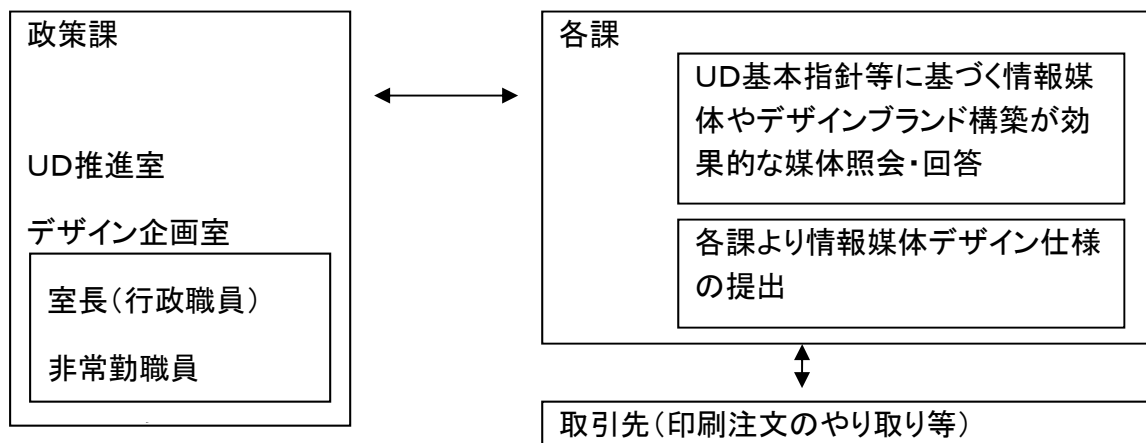 政策課
UD推進室
デザイン企画室
室長（行政職員）
非常勤職員
各課
UD基本指針等に基づく情報媒
体やデザインブランド構築が効
果的な媒体照会・回答
各課より情報媒体デザイン仕様
の提出
取引先（印刷注文のやり取り等）